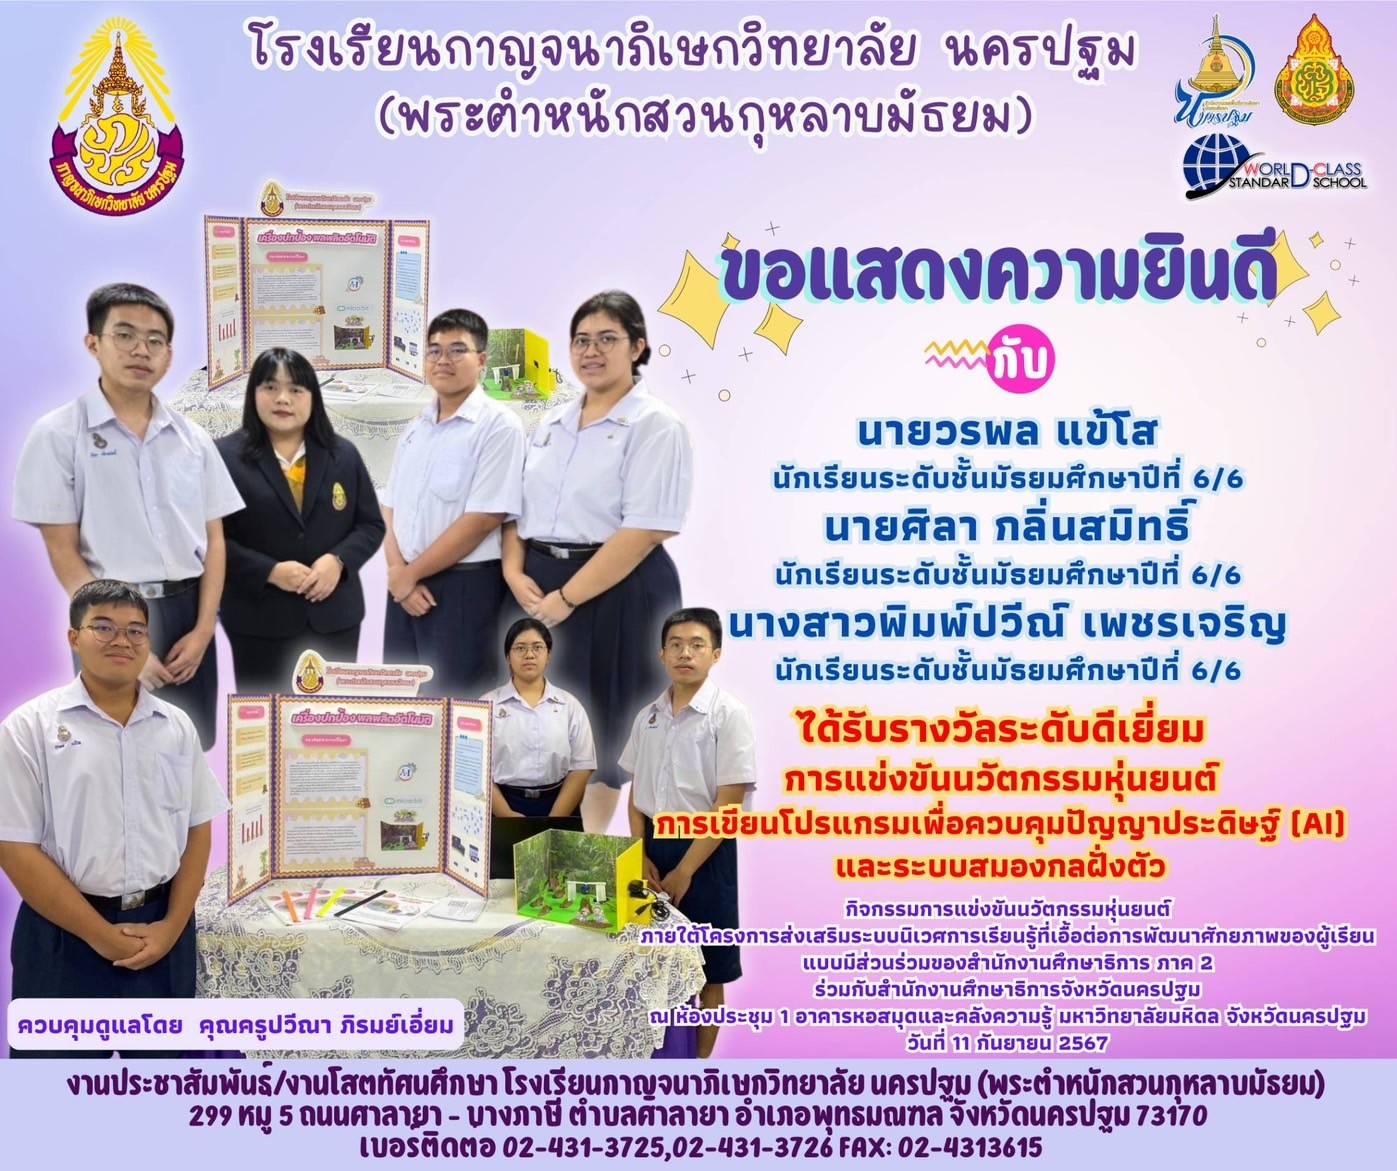 โรงเรียนกาญจนาภิเษกวิทยาลัย นครปฐม
(พระตำหนักสวนกุหลาบมัธยม)
กาญจนาภิเษกวิทยาลัย นครปฐม
นครปฐม
WORLD-CLASS
STANDARD SCHOOL
เครื่องปกป้อง ผลผลิตอัตโนมัติ
ขอแสดงความยินดี
กับ
นายวรพล แข้โส
นักเรียนระดับชั้นมัธยมศึกษาปีที่ 6/6
นายศิลา กลิ่นสมิทธิ์
นักเรียนระดับชั้นมัธยมศึกษาปีที่ 6/6
นางสาวพิมพ์ปวีณ์ เพชรเจริญ
นักเรียนระดับชั้นมัธยมศึกษาปีที่ 6/6
เครื่องปกป้อง ผลผลิตอัตโนมัติ
micro:bit
ได้รับรางวัลระดับดีเยี่ยม
การแข่งขันนวัตกรรมหุ่นยนต์
การเขียนโปรแกรมเพื่อควบคุมปัญญาประดิษฐ์ (AI)
และระบบสมองกลฝั่งตัว
กิจกรรมการแข่งขันนวัตกรรมหุ่นยนต์
ภายใต้โครงการส่งเสริมระบบนิเวศการเรียนรู้ที่เอื้อต่อการพัฒนาศักยภาพของผู้เรียน
แบบมีส่วนร่วมของสำนักงานศึกษาธิการ ภาค 2
ร่วมกับสำนักงานศึกษาธิการจังหวัดนครปฐม
ณ ห้องประชุม 1 อาคารหอสมุดและคลังความรู้ มหาวิทยาลัยมหิดล จังหวัดนครปฐม
วันที่ 11 กันยายน 2567
ควบคุมดูแลโดย คุณครูปวีณา ภิรมย์เอี่ยม
งานประชาสัมพันธ์/งานโสตทัศนศึกษา โรงเรียนกาญจนาภิเษกวิทยาลัย นครปฐม (พระตำหนักสวนกุหลาบมัธยม)
299 หมู่ 5 ถนนศาลายา - บางภาษี ตำบลศาลายา อำเภอพุทธมณฑล จังหวัดนครปฐม 73170
เบอร์ติดต่อ 02-431-3725,02-431-3726 FAX: 02-4313615